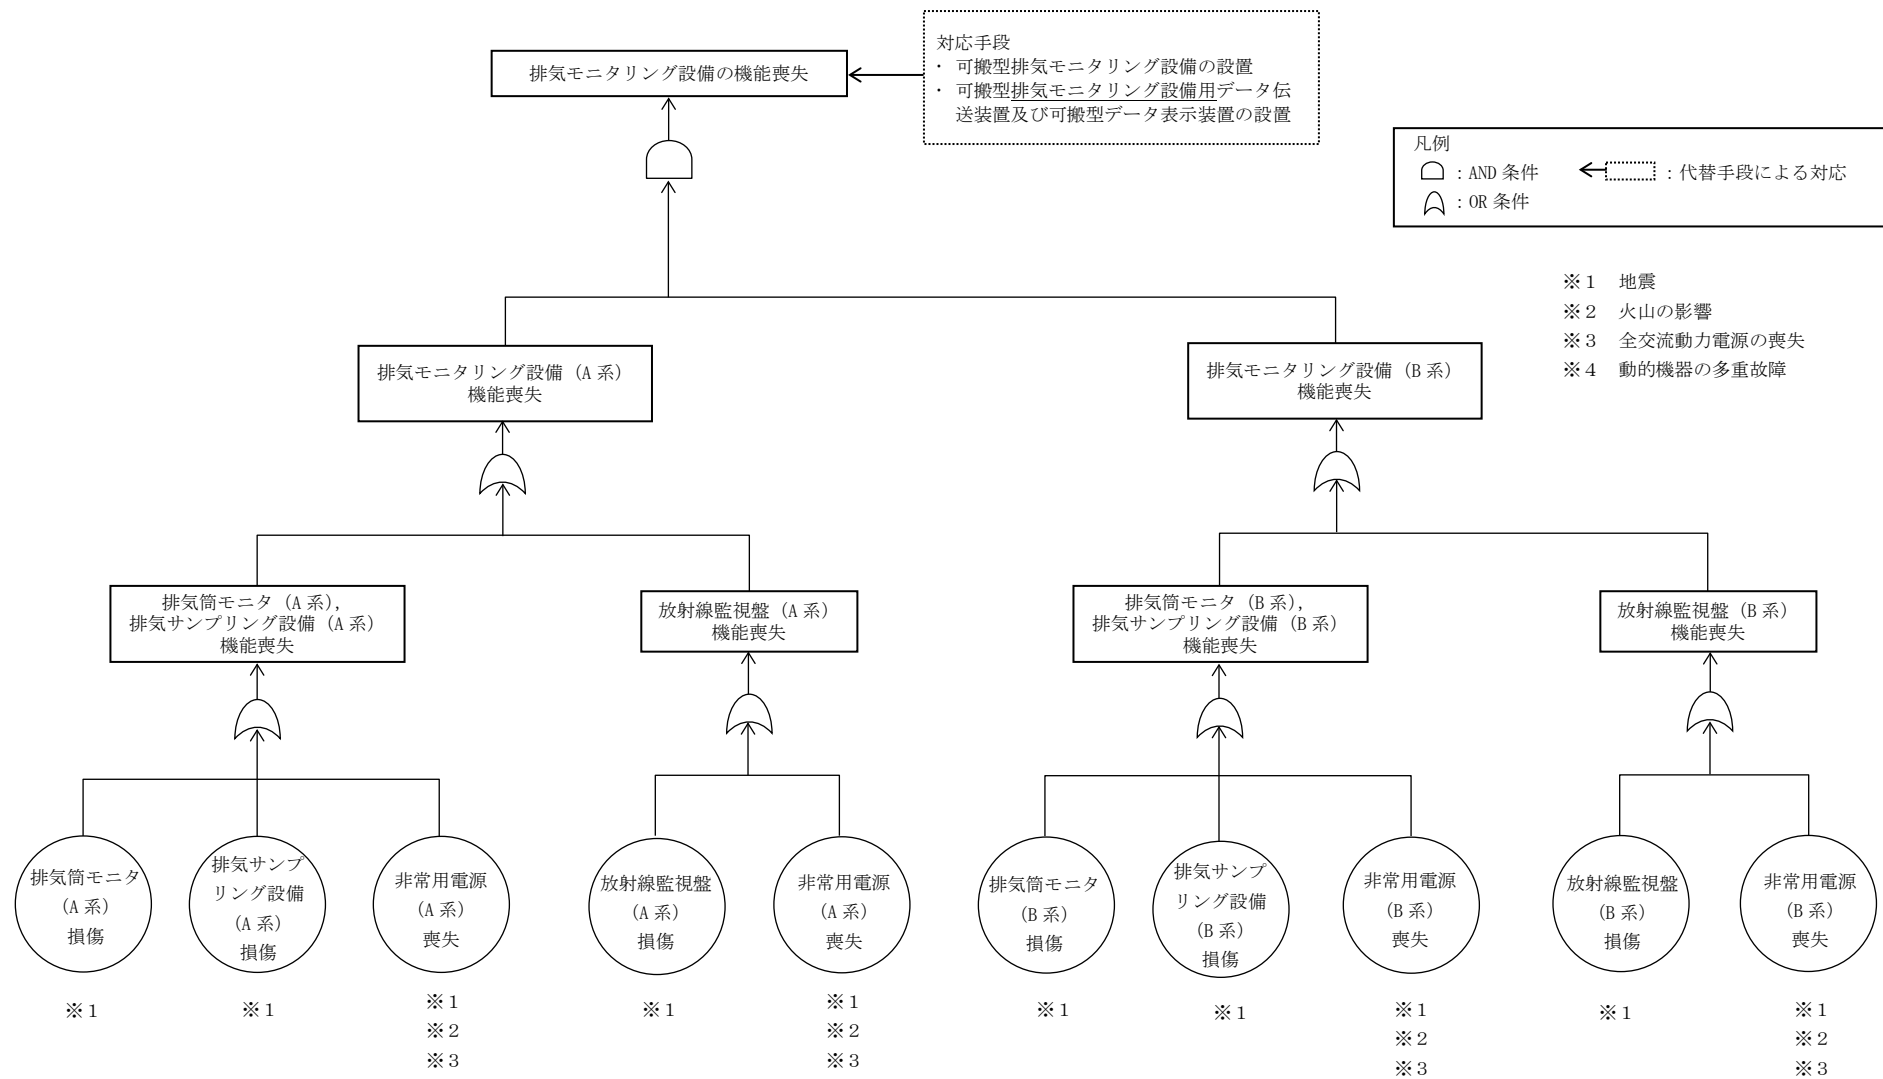 対応手段
・ 可搬型排気モニタリング設備の設置
・ 可搬型排気モニタリング設備用データ伝
送装置及び可搬型データ表示装置の設置
排気モニタリング設備の機能喪失
凡例
：AND 条件
：代替手段による対応
：OR 条件
※１ 地震
※２ 火山の影響
※３ 全交流動力電源の喪失
※４ 動的機器の多重故障
排気モニタリング設備（A 系）
機能喪失
排気モニタリング設備（B 系）
機能喪失
排気筒モニタ（A 系），
排気サンプリング設備（A 系）
機能喪失
放射線監視盤（A 系）
機能喪失
排気筒モニタ（B 系），
排気サンプリング設備（B 系）
機能喪失
放射線監視盤（B 系）
機能喪失
排気筒モニタ
（A 系）
損傷
※１
排気サンプ
リング設備
（A 系）
損傷
※１
非常用電源
（A 系）
喪失
※１
※２
※３
放射線監視盤
（A 系）
損傷
※１
非常用電源
（A 系）
喪失
※１
※２
※３
排気筒モニタ
（B 系）
損傷
※１
排気サンプ
リング設備
（B 系）
損傷
※１
非常用電源
（B 系）
喪失
※１
※２
※３
放射線監視盤
（B 系）
損傷
※１
非常用電源
（B 系）
喪失
※１
※２
※３